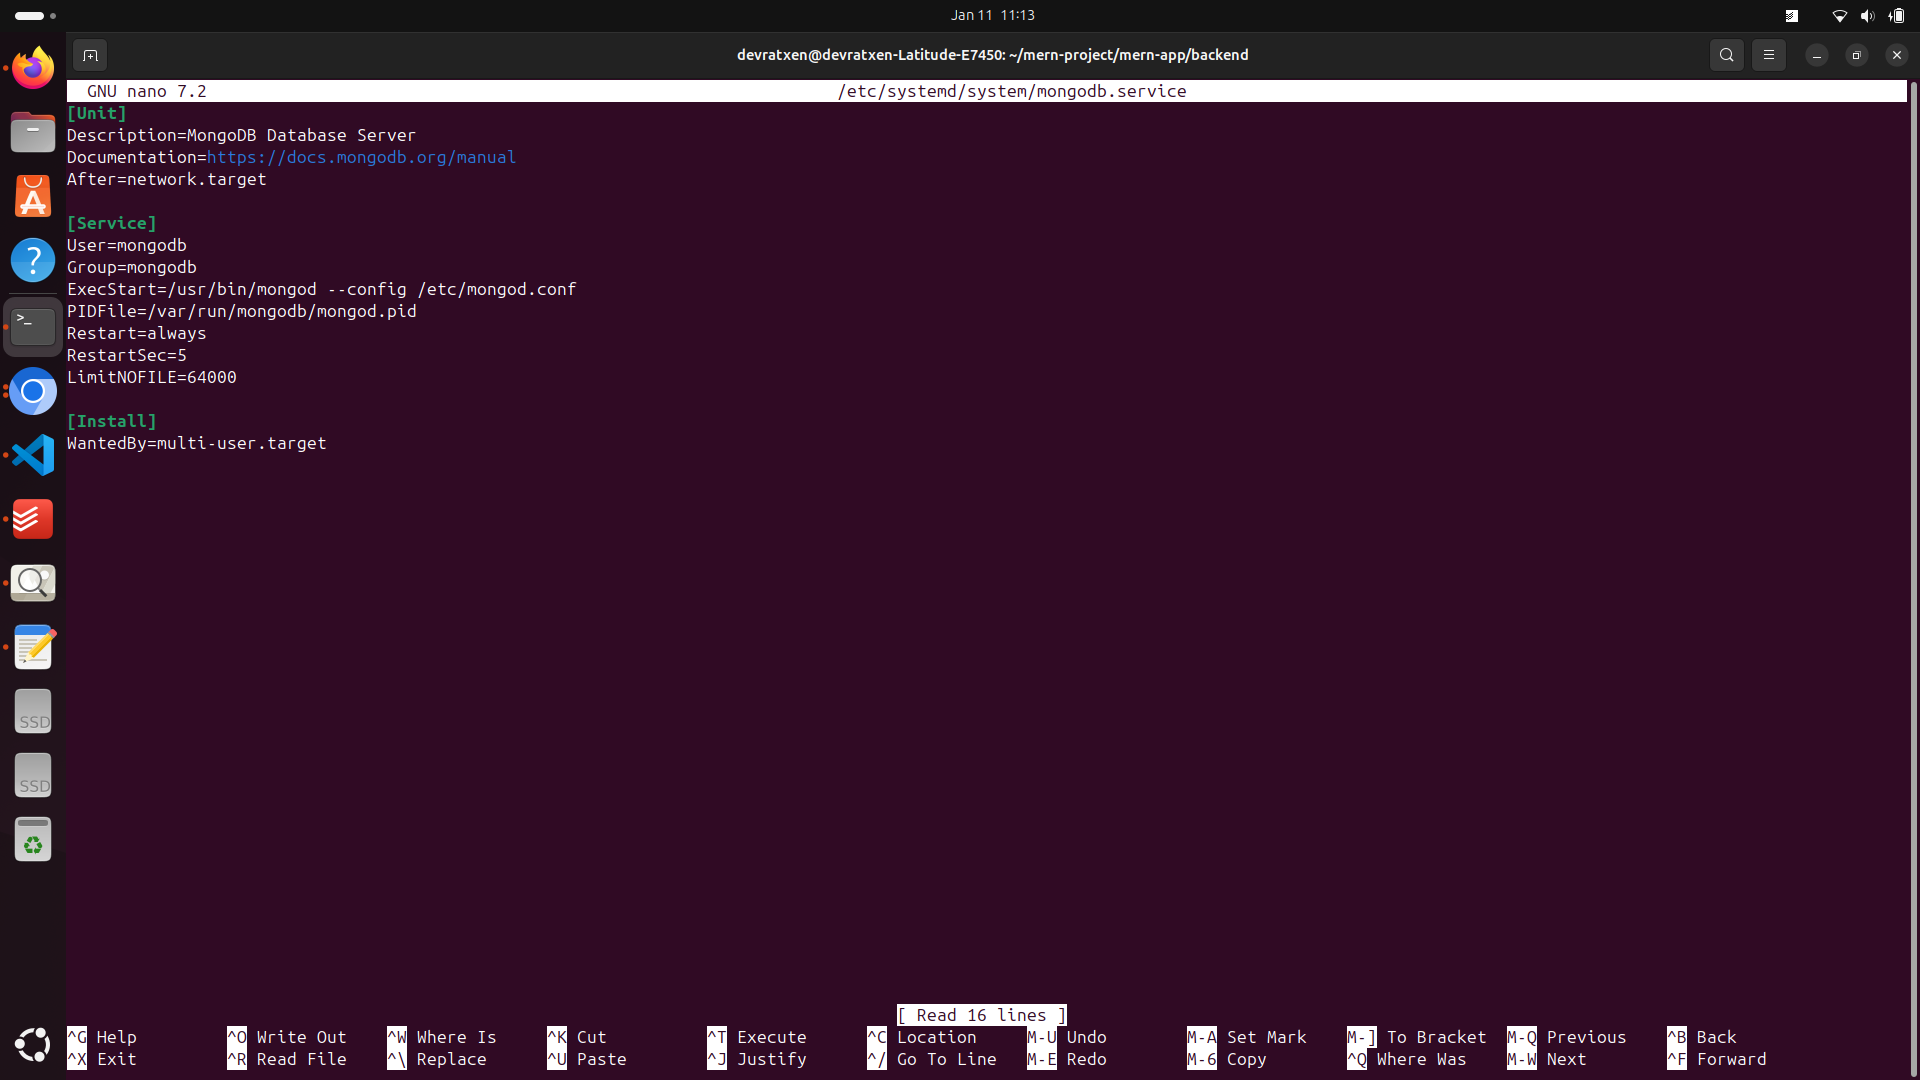 Jan 11 11:13
devratxen@devratxen-Latitude-E7450: ~/mern-project/mern-app/backend
GNU nano 7.2 /etc/systemd/system/mongodb.service
[Unit]
Description=MongoDB Database Server
Documentation=https://docs.mongodb.org/manual
After=network.target
[Service]
User=mongodb
Group=mongodb
ExecStart=/usr/bin/mongod --config /etc/mongod.conf
PIDFile=/var/run/mongodb/mongod.pid
Restart=always
RestartSec=5
LimitNOFILE=64000
[Install]
WantedBy=multi-user.target
SSD
SSD
[ Read 16 lines ]
^G Help ^O Write Out ^W Where Is ^K Cut ^T Execute ^C Location M-U Undo M-A Set Mark M-] To Bracket M-Q Previous ^B Back
^X Exit ^R Read File ^\ Replace ^U Paste ^J Justify ^/ Go To Line M-E Redo M-6 Copy ^Q Where Was M-W Next ^F Forward